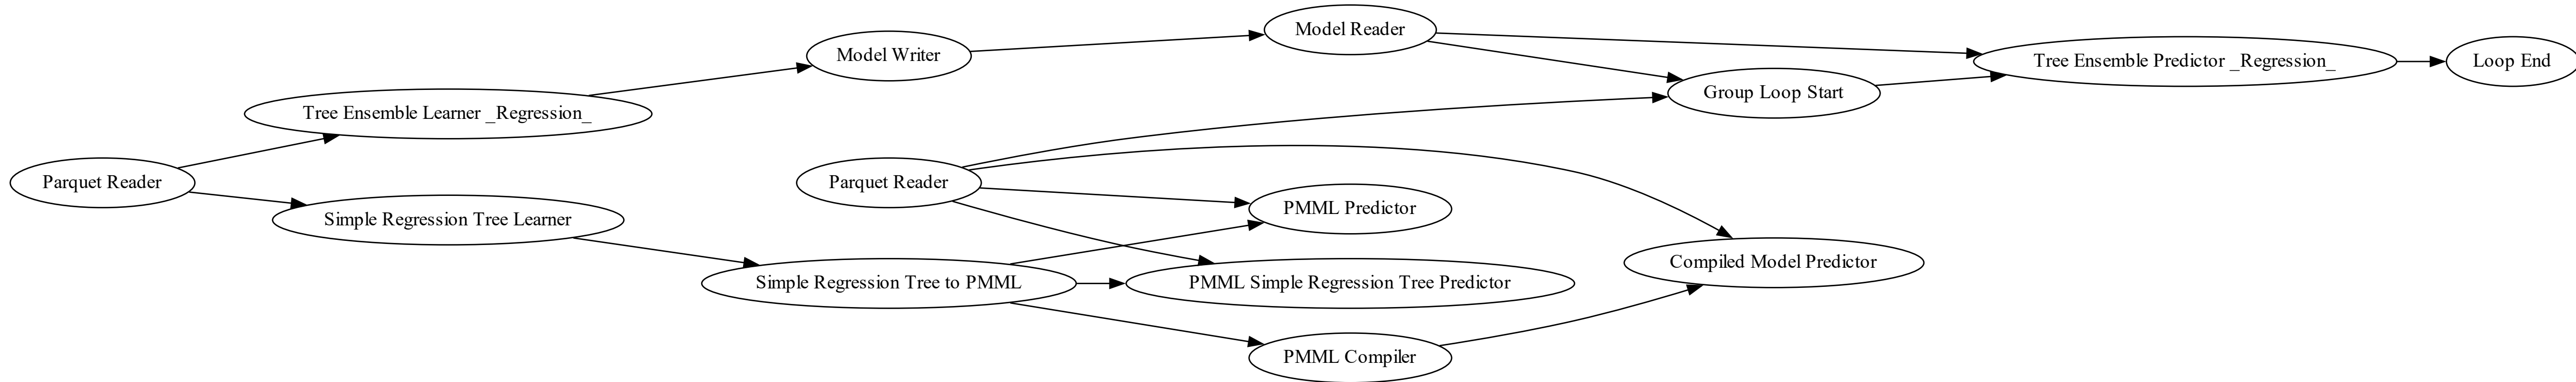 Model Reader
Model Writer
Tree Ensemble Predictor _Regression_
Loop End
Group Loop Start
Tree Ensemble Learner _Regression_
Parquet Reader
Parquet Reader
PMML Predictor
Simple Regression Tree Learner
Compiled Model Predictor
Simple Regression Tree to PMML
PMML Simple Regression Tree Predictor
PMML Compiler